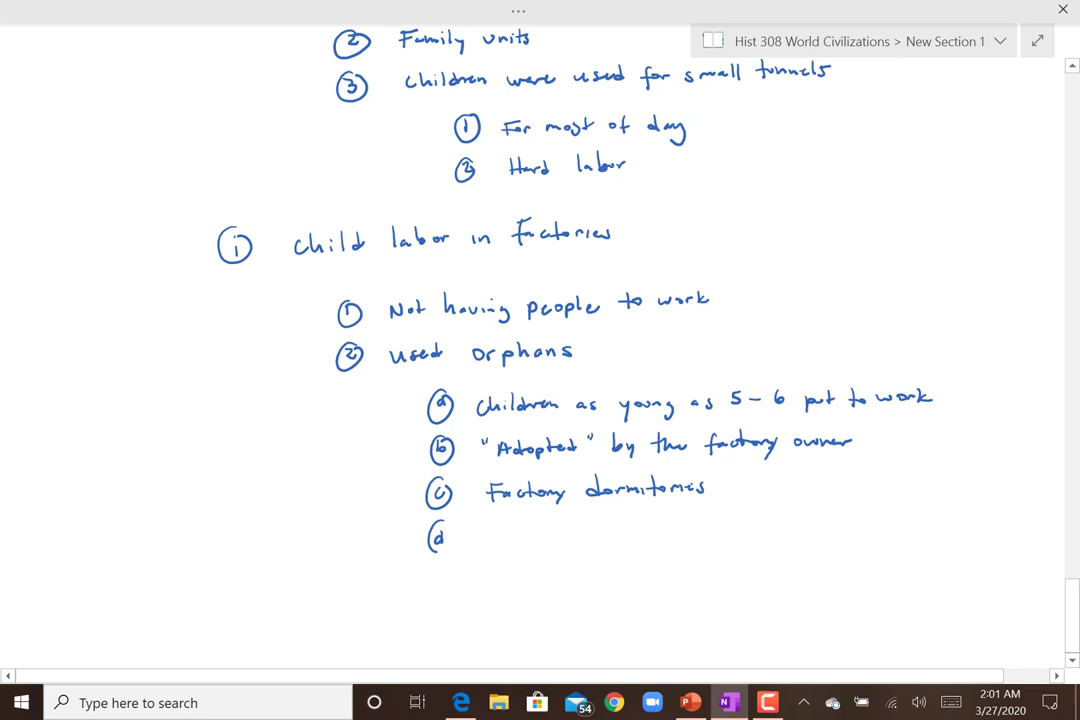 Hist 308 World Civilizations > New Section 1
② Family units
③ Children were used for small tunnels
① For most of day
② Hard labor
ⓘ Child labor in Factories
① Not having people to work
② Used orphans
ⓐ Children as young as 5-6 put to work
ⓑ "Adopted" by the factory owner
ⓒ Factory dormitories
(d
Type here to search
54
2:01 AM
3/27/2020